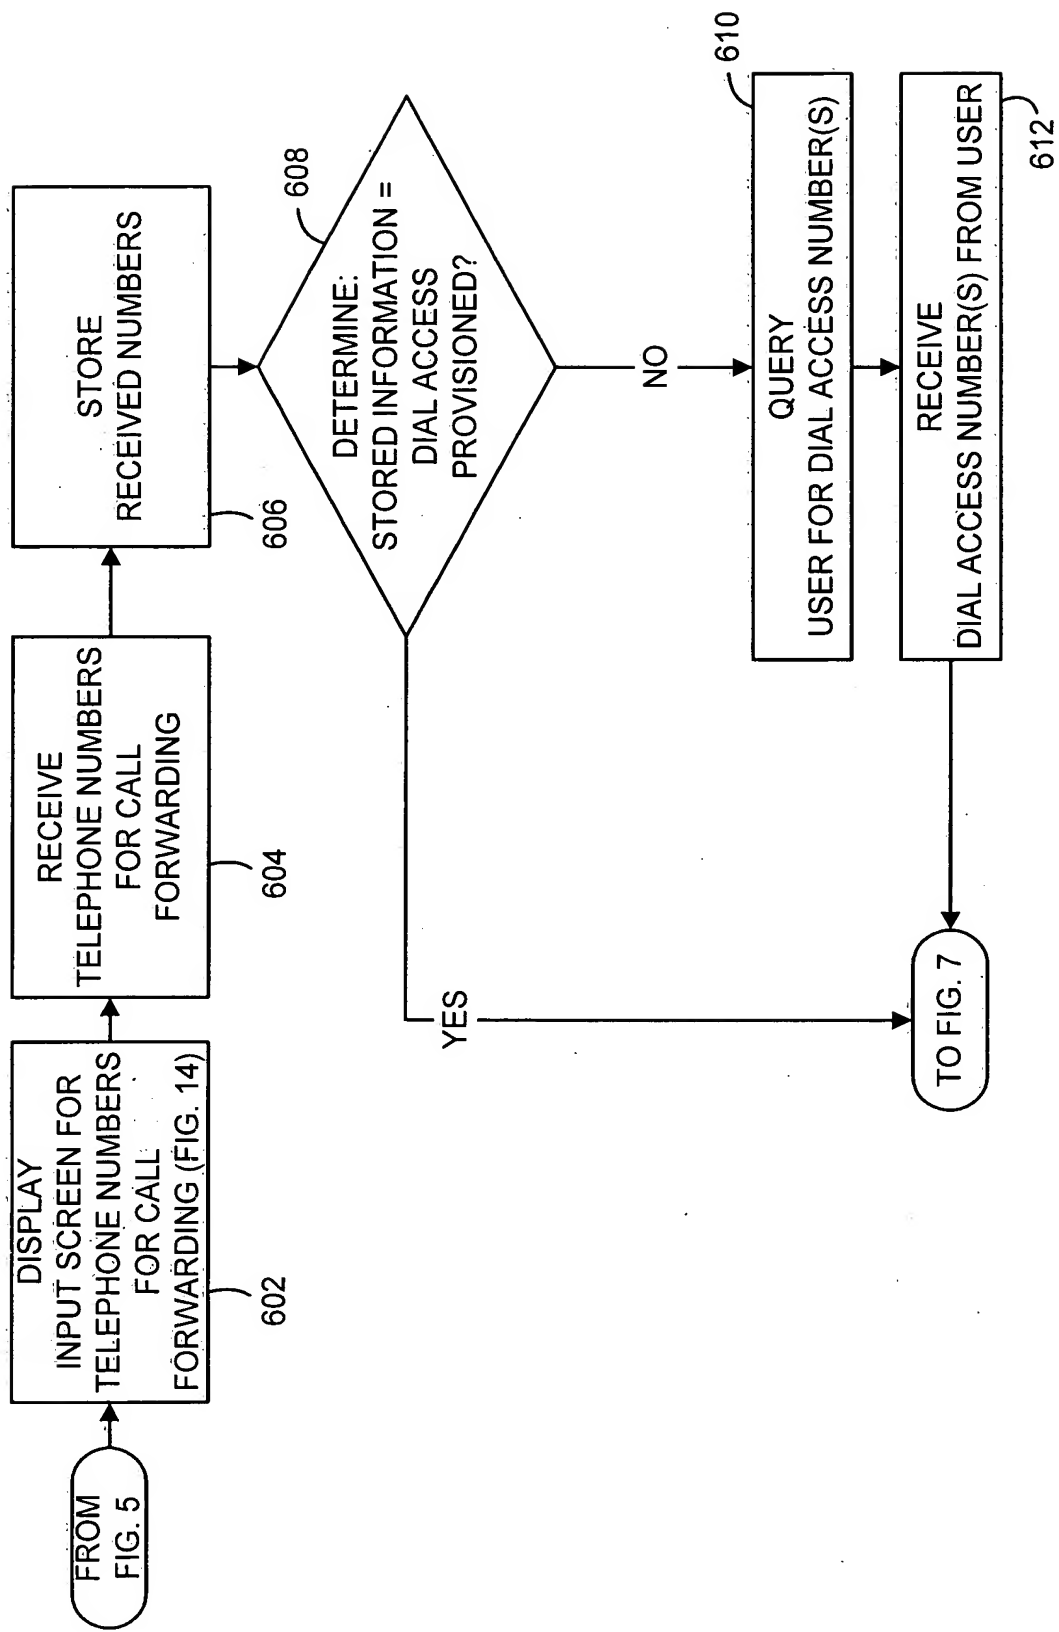 FROM
FIG. 5
DISPLAY
INPUT SCREEN FOR
TELEPHONE NUMBERS
FOR CALL
FORWARDING (FIG. 14)
602
RECEIVE
TELEPHONE NUMBERS
FOR CALL
FORWARDING
604
STORE
RECEIVED NUMBERS
606
DETERMINE:
STORED INFORMATION =
DIAL ACCESS
PROVISIONED?
608
YES
NO
QUERY
USER FOR DIAL ACCESS NUMBER(S)
610
RECEIVE
DIAL ACCESS NUMBER(S) FROM USER
612
TO FIG. 7